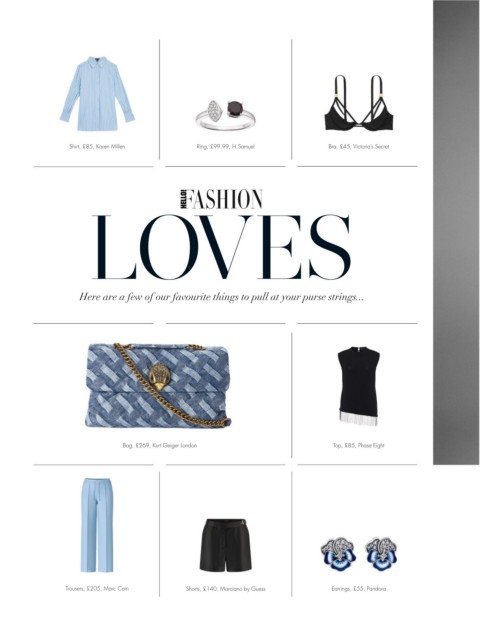 Shirt, £85, Karen Millen
Ring, £99.99, H.Samuel
Bra, £45, Victoria's Secret
HELLO! FASHION
LOVES
Here are a few of our favourite things to pull at your purse strings...
Bag, £269, Kurt Geiger London
Top, £85, Phase Eight
Trousers, £205, Marc Cain
Shorts, £140, Marciano by Guess
Earrings, £55, Pandora